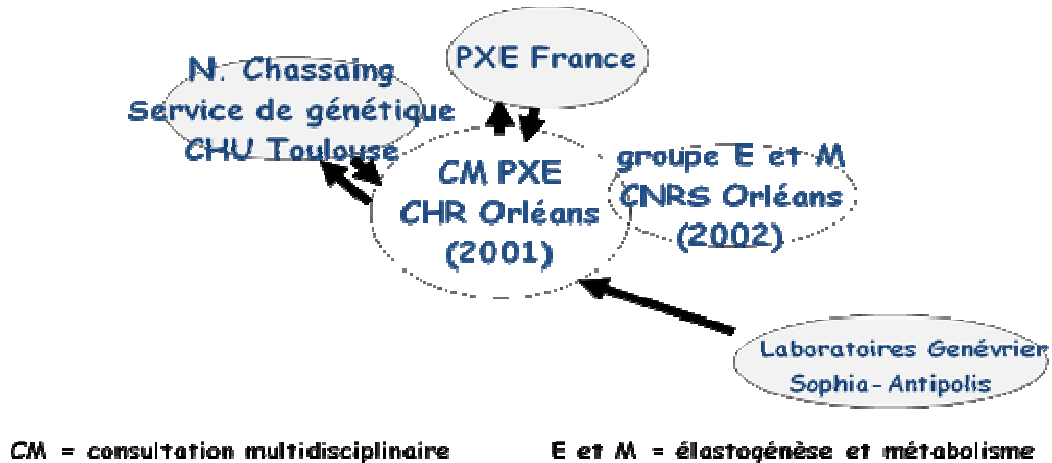 PXE France
N. Chassaing
Service de génétique
CHU Toulouse
CM PXE
CHR Orléans
(2001)
groupe E et M
CNRS Orléans
(2002)
Laboratoires Genévrier
Sophia-Antipolis
CM = consultation multidisciplinaire
E et M = élastogénèse et métabolisme